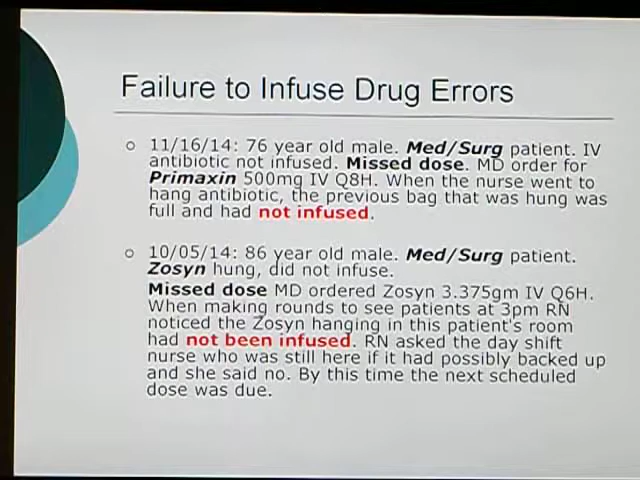 Failure to Infuse Drug Errors
11/16/14: 76 year old male. Med/Surg patient. IV
antibiotic not infused. Missed dose. MD order for
Primaxin 500mg IV Q8H. When the nurse went to
hang antibiotic, the previous bag that was hung was
full and had not infused.
10/05/14: 86 year old male. Med/Surg patient.
Zosyn hung, did not infuse.
Missed dose MD ordered Zosyn 3.375gm IV Q6H.
When making rounds to see patients at 3pm RN
noticed the Zosyn hanging in this patient's room
had not been infused. RN asked the day shift
nurse who was still here if it had possibly backed up
and she said no. By this time the next scheduled
dose was due.